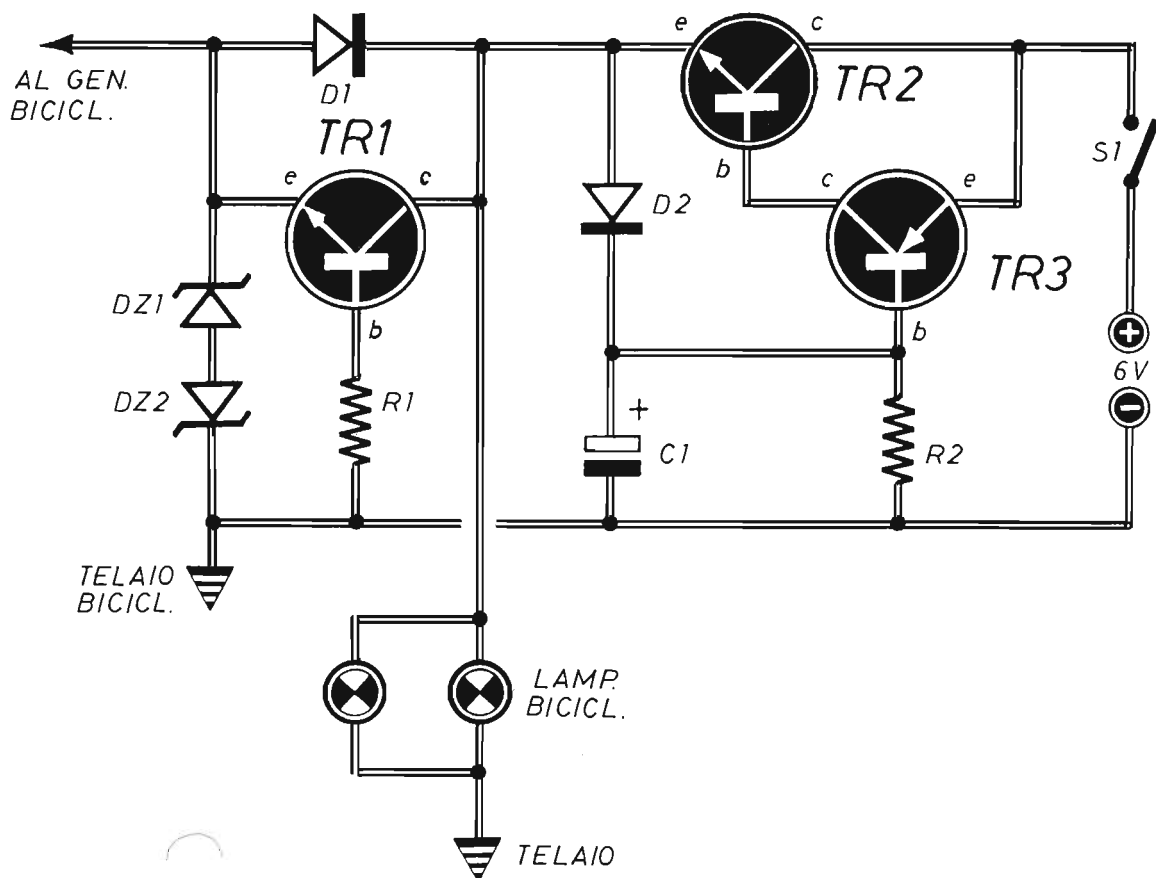 AL GEN.
BICICL.
D1
TR1
e
c
DZ1
DZ2
b
R1
e
c
TR2
b
c
e
D2
TR3
b
S1
+
6V
−
+
C1
R2
TELAIO
BICICL.
LAMP.
BICICL.
TELAIO